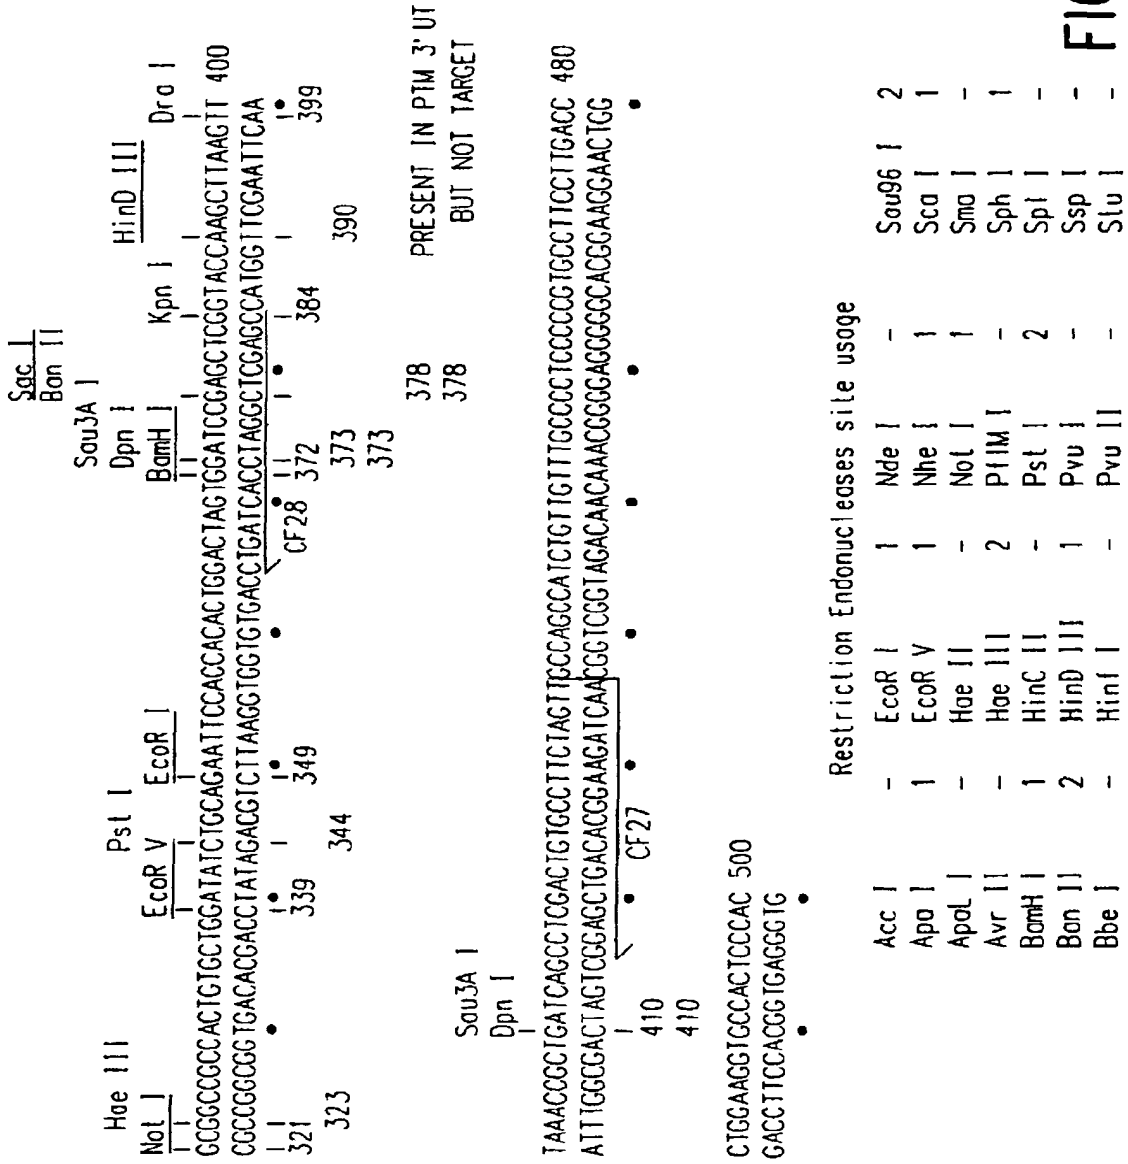 Sac I
Ban II
Sau3A I
Hae III Pst I Dpn I
Not I EcoR V EcoR I BamH I Kpn I HinD III Dra I
GCGGCCGCCACTGTGCTGGATATCTGCAGAATTCCACCACACTGGACTAGTGGATCCGAGCTCGGTACCAAGCTTAAGTT 400
CGCCGGCGGTGACACGACCTATAGACGTCTTAAGGTGGTGTGACCTGATCACCTAGGCTCGAGCCATGGTTCGAATTCAA
CF28
321 339 349 372 384 399
323 344 373 390
373
378
378
PRESENT IN PTM 3' UT
BUT NOT TARGET
Sau3A I
Dpn I
TAAACCGCTGATCAGCCTCGACTGTGCCTTCTAGTTGCCAGCCATCTGTTGTTTGCCCCTCCCCCGTGCCTTCCTTGACC 480
ATTTGGCGACTAGTCGGAGCTGACACGGAAGATCAACGGTCGGTAGACAACAAACGGGGAGGGGGCACGGAAGGAACTGG
CF27
410
410
CTGGAAGGTGCCACTCCCAC 500
GACCTTCCACGGTGAGGGTG
Restriction Endonucleases site usage
Acc I - EcoR I 1 Nde I - Sau96 I 2
Apa I 1 EcoR V 1 Nhe I 1 Sca I 1
ApaL I - Hae II - Not I 1 Sma I -
Avr II - Hae III 2 PflM I - Sph I 1
BamH I 1 HinC II - Pst I 2 Spl I -
Ban II 2 HinD III 1 Pvu I - Ssp I -
Bbe I - Hinf I - Pvu II - Stu I -